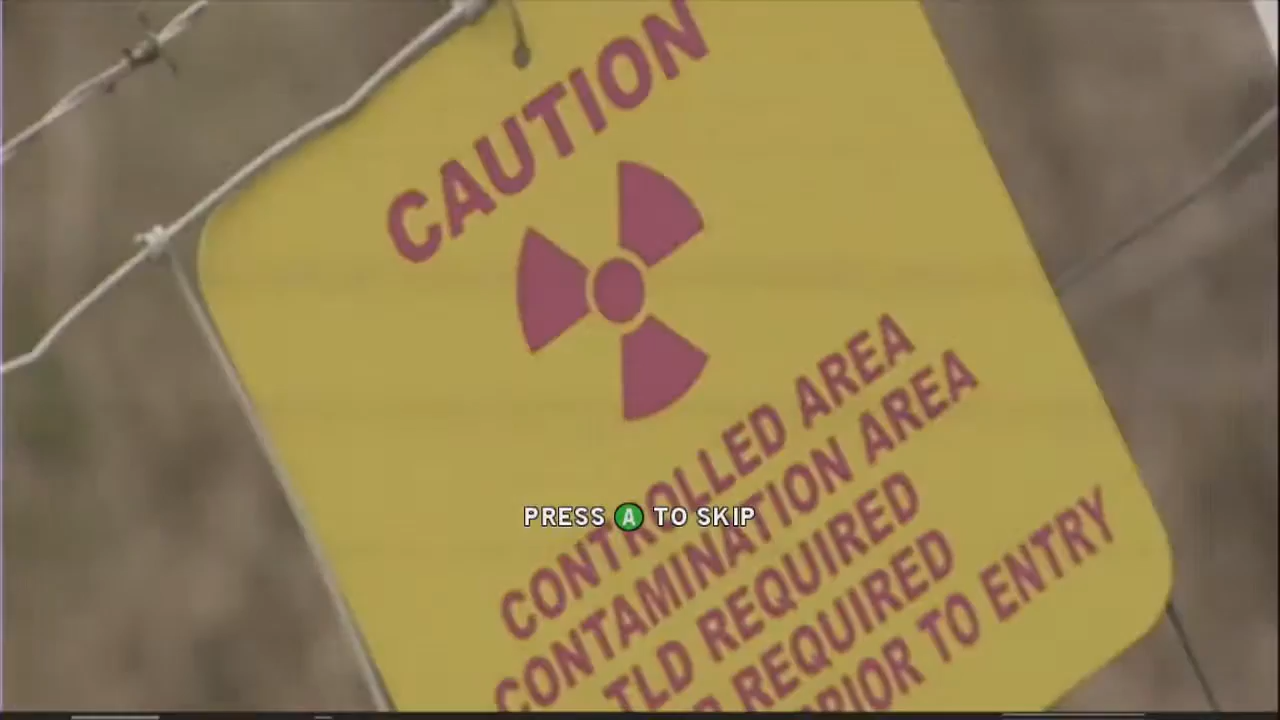 CAUTION
CONTROLLED AREA
CONTAMINATION AREA
TLD REQUIRED
REQUIRED
PRIOR TO ENTRY
PRESS A TO SKIP